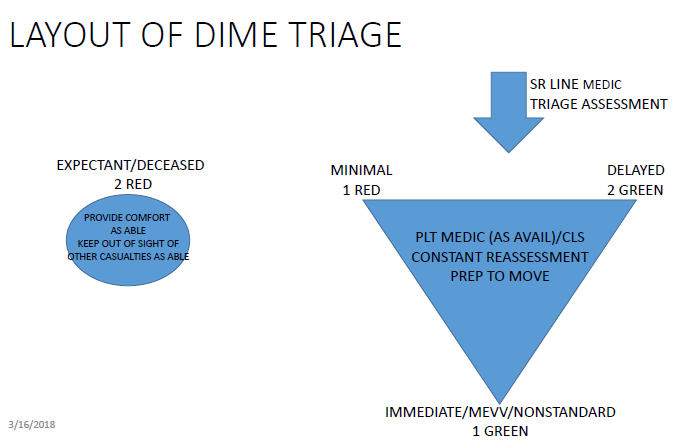 LAYOUT OF DIME TRIAGE
SR LINE MEDIC
TRIAGE ASSESSMENT
EXPECTANT/DECEASED
2 RED
PROVIDE COMFORT
AS ABLE
KEEP OUT OF SIGHT OF
OTHER CASUALTIES AS ABLE
MINIMAL
1 RED
DELAYED
2 GREEN
PLT MEDIC (AS AVAIL)/CLS
CONSTANT REASSESSMENT
PREP TO MOVE
IMMEDIATE/MEVV/NONSTANDARD
1 GREEN
3/16/2018